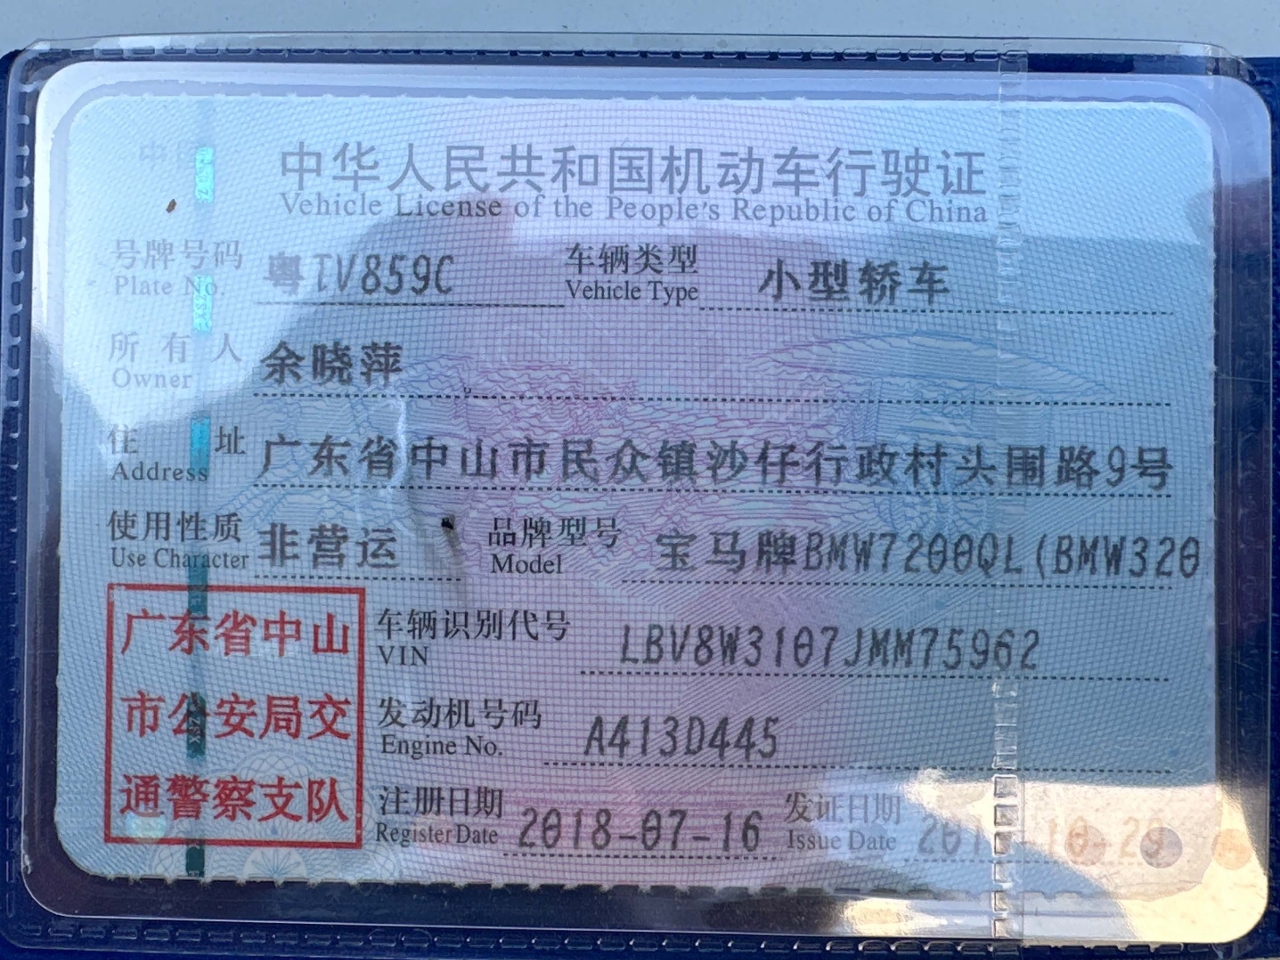 中华人民共和国机动车行驶证
Vehicle License of the People's Republic of China
号牌号码 粤TV859C 车辆类型 小型轿车
Plate No. Vehicle Type
所有人 余晓萍
Owner
住址 广东省中山市民众镇沙仔行政村头围路9号
Address
使用性质 非营运 品牌型号 宝马牌BMW7200QL(BMW320
Use Character Model
广东省中山
市公安局交
通警察支队
车辆识别代号 LBV8W3107JMM75962
VIN
发动机号码 A413D445
Engine No.
注册日期 2018-07-16 发证日期
Register Date Issue Date